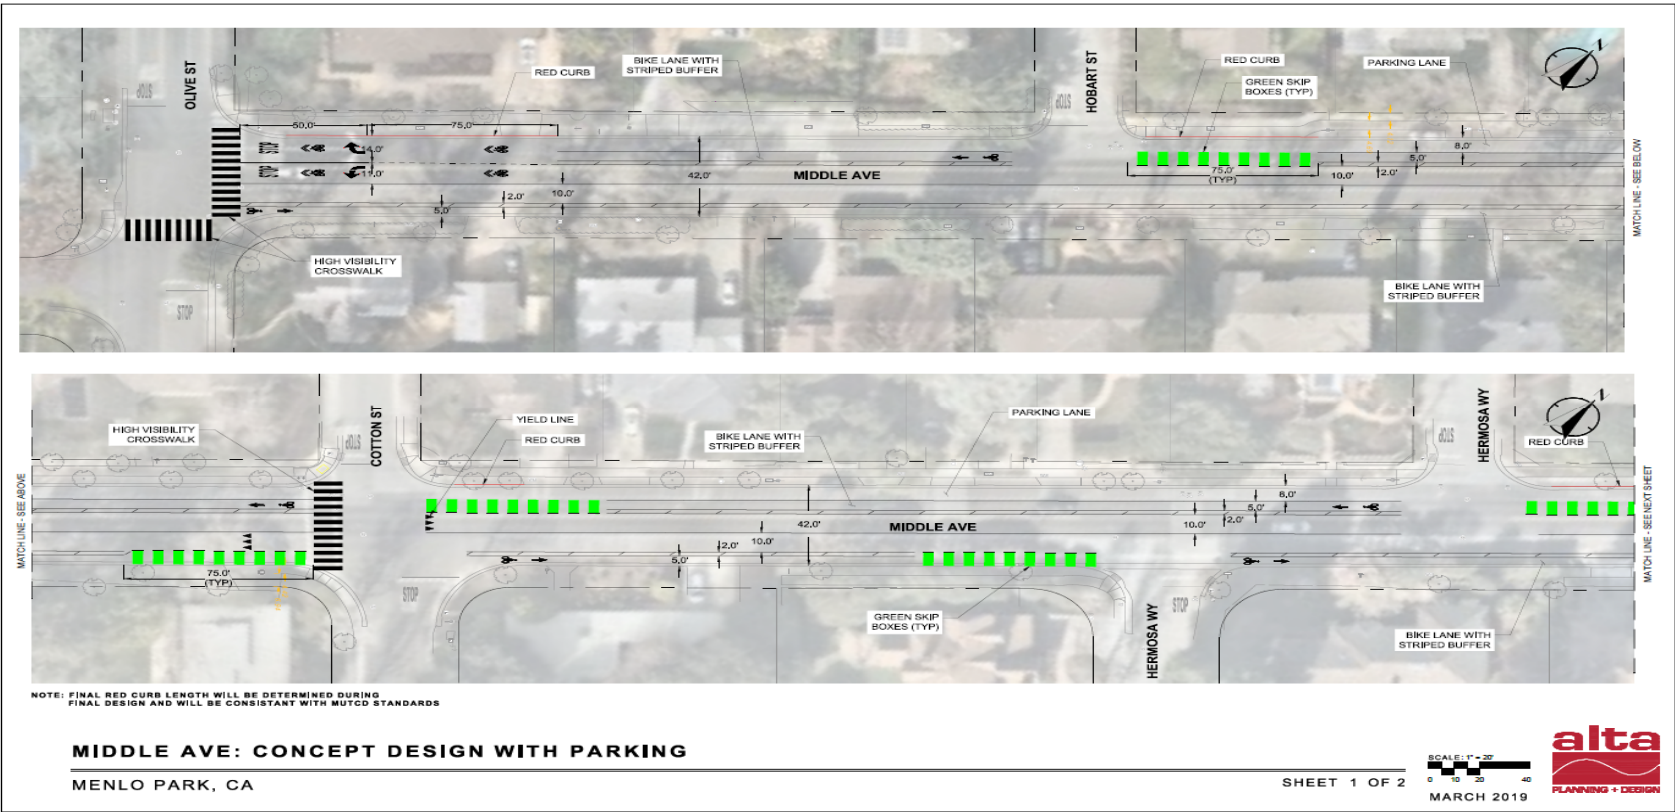 OLIVE ST
RED CURB
BIKE LANE WITH
STRIPED BUFFER
HOBART ST
RED CURB
GREEN SKIP
BOXES (TYP)
PARKING LANE
STOP
STOP
50.0'
75.0'
STOP
14.0'
STOP
11.0'
42.0'
MIDDLE AVE
75.0'
(TYP)
8.0'
5.0'
2.0'
10.0'
2.0'
10.0'
5.0'
HIGH VISIBILITY
CROSSWALK
STOP
BIKE LANE WITH
STRIPED BUFFER
MATCH LINE - SEE BELOW
MATCH LINE - SEE ABOVE
HIGH VISIBILITY
CROSSWALK
COTTON ST
STOP
YIELD LINE
RED CURB
BIKE LANE WITH
STRIPED BUFFER
PARKING LANE
HERMOSA WY
STOP
RED CURB
8.0'
5.0'
2.0'
10.0'
42.0'
MIDDLE AVE
10.0'
2.0'
5.0'
75.0'
(TYP)
STOP
GREEN SKIP
BOXES (TYP)
HERMOSA WY
STOP
BIKE LANE WITH
STRIPED BUFFER
MATCH LINE - SEE NEXT SHEET
NOTE: FINAL RED CURB LENGTH WILL BE DETERMINED DURING
FINAL DESIGN AND WILL BE CONSISTANT WITH MUTCD STANDARDS
MIDDLE AVE: CONCEPT DESIGN WITH PARKING
MENLO PARK, CA
SHEET 1 OF 2
SCALE: 1" = 20'
0 10 20 40
MARCH 2019
alta
PLANNING + DESIGN